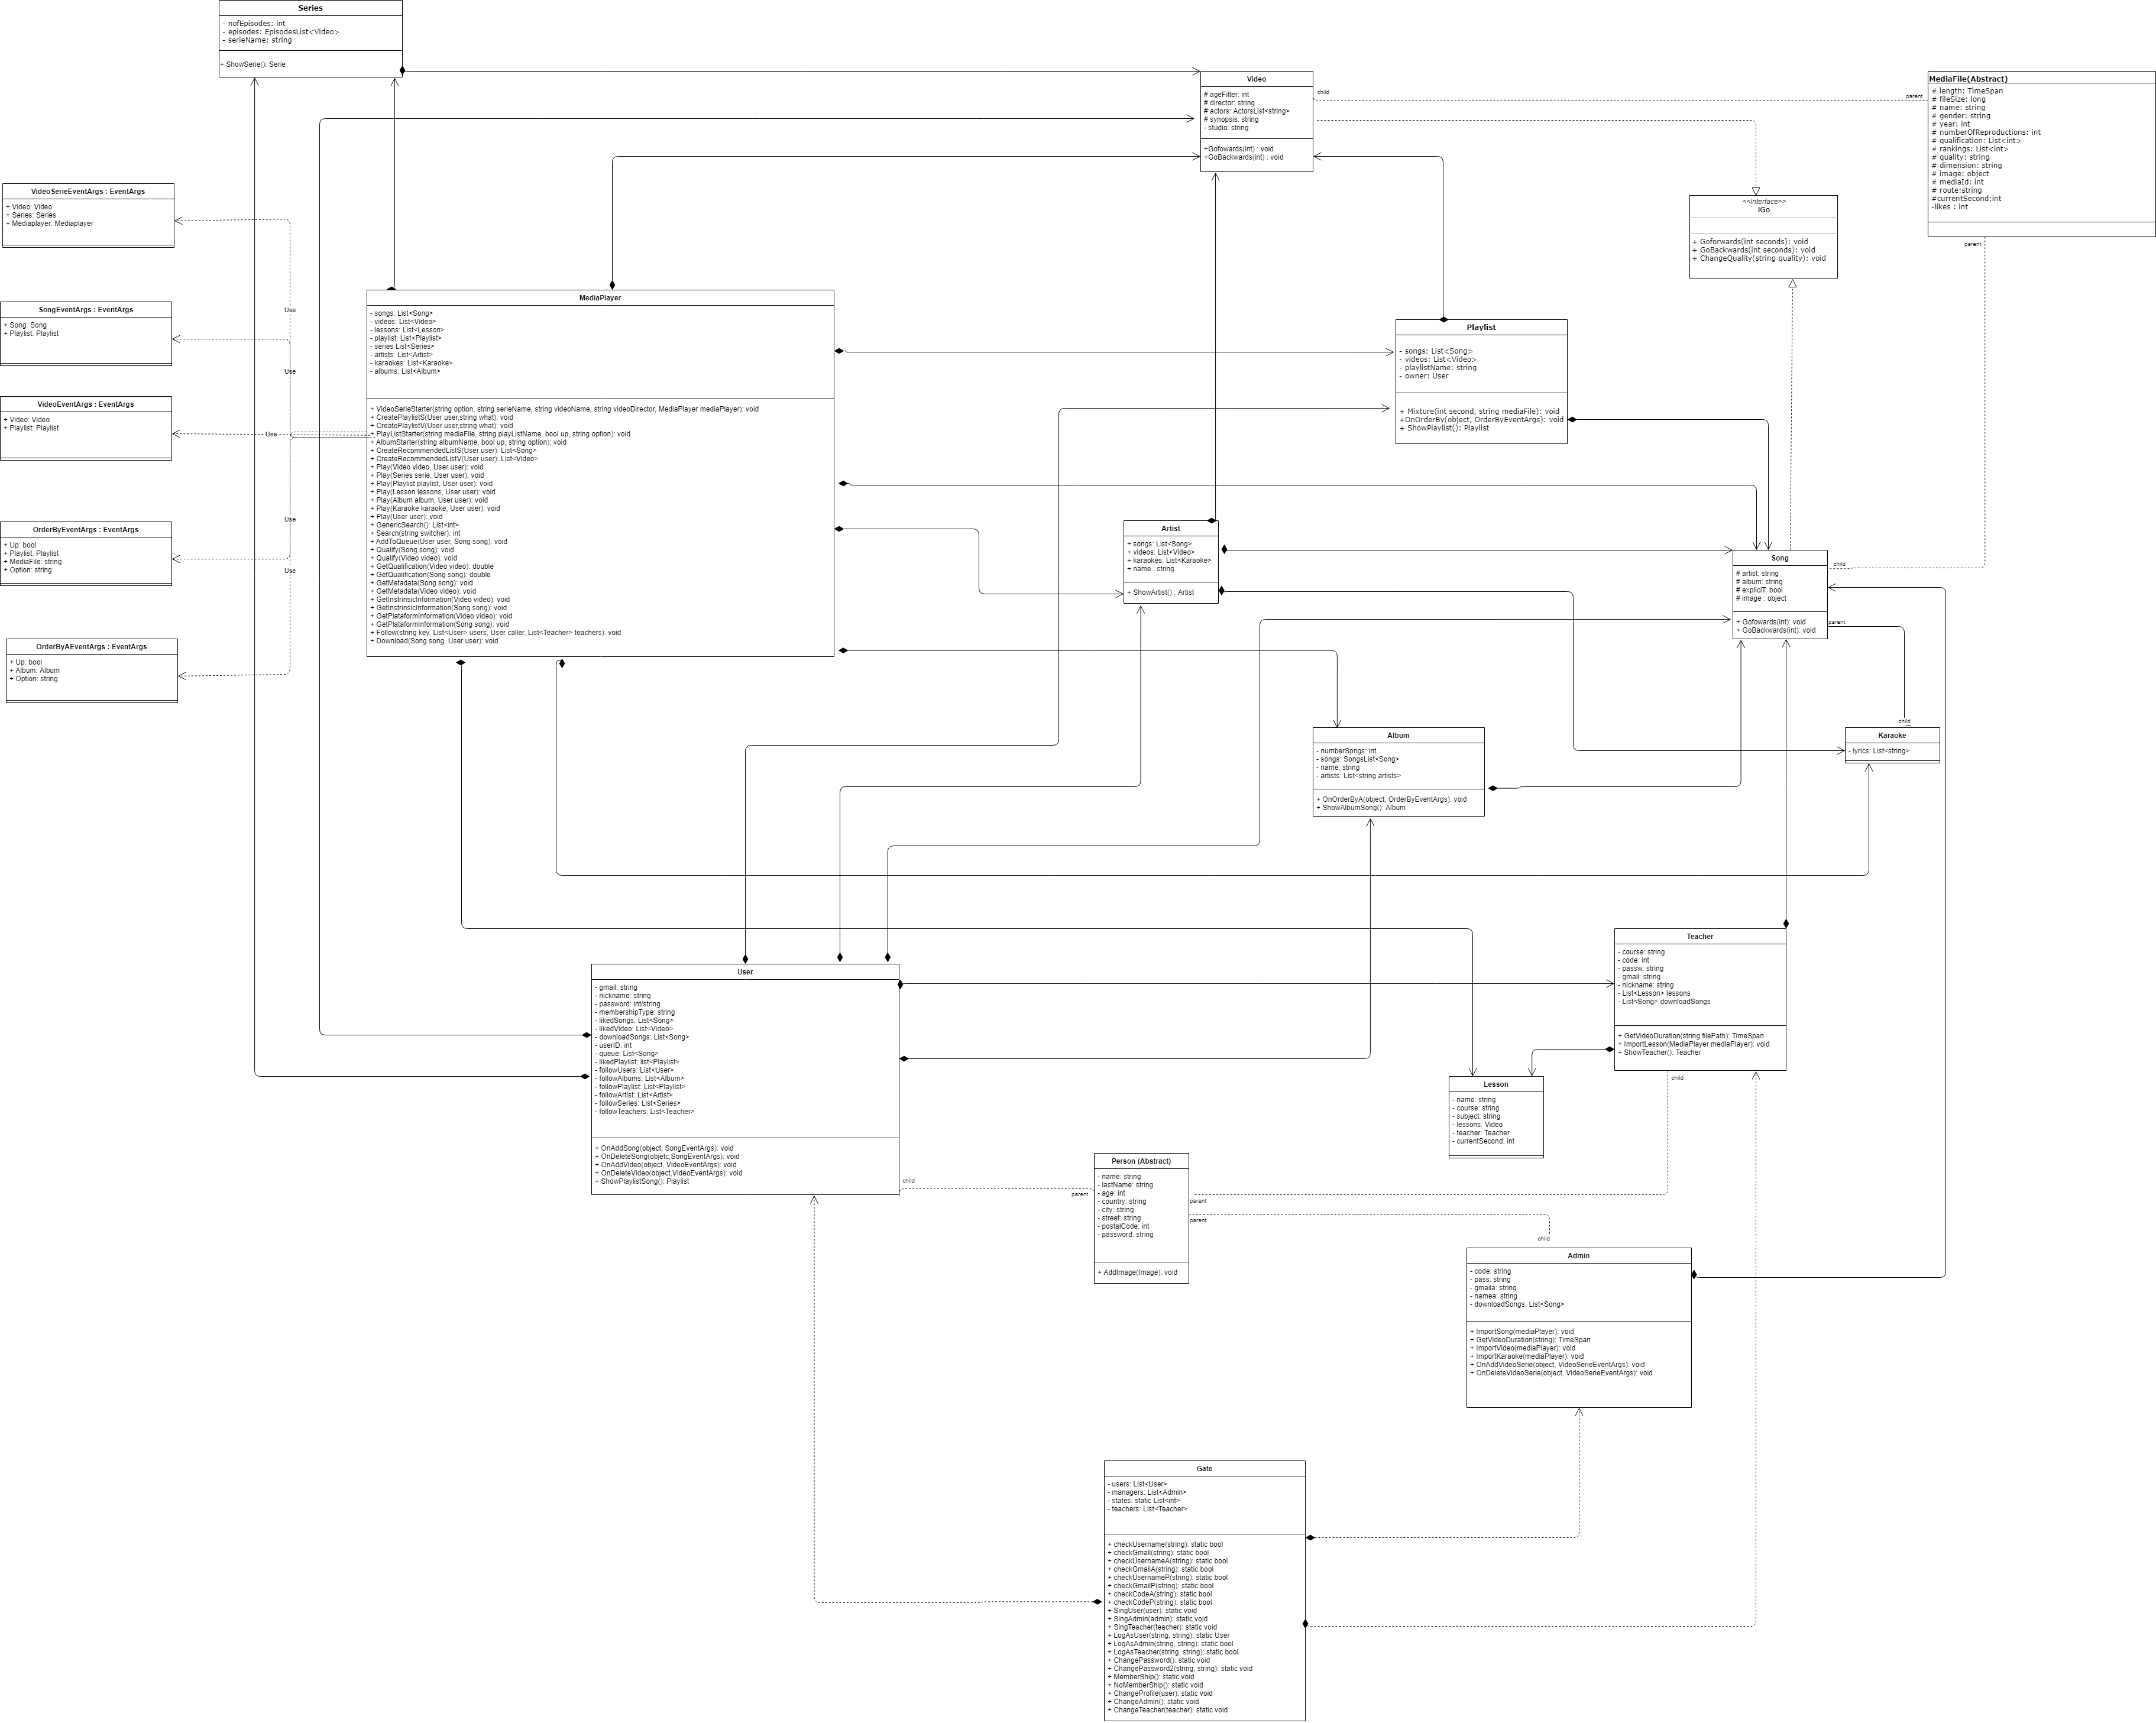 Series
- nofEpisodes: int
- episodes: EpisodesList<Video>
- serieName: string
+ ShowSerie(): Serie
Video
# ageFilter: int
# director: string
# actors: ActorsList<string>
# synopsis: string
- studio: string
+Gofowards(int) : void
+GoBackwards(int) : void
child
parent
MediaFile(Abstract)
# length: TimeSpan
# fileSize: long
# name: string
# gender: string
# year: int
# numberOfReproductions: int
# qualification: List<int>
# rankings: List<int>
# quality: string
# dimension: string
# image: object
# mediaId: int
# route:string
#currentSecond:int
-likes : int
parent
<<Interface>>
IGo
+ Goforwards(int seconds): void
+ GoBackwards(int seconds): void
+ ChangeQuality(string quality): void
VideoSerieEventArgs : EventArgs
+ Video: Video
+ Series: Series
+ Mediaplayer: Mediaplayer
SongEventArgs : EventArgs
+ Song: Song
+ Playlist: Playlist
VideoEventArgs : EventArgs
+ Video: Video
+ Playlist: Playlist
OrderByEventArgs : EventArgs
+ Up: bool
+ Playlist: Playlist
+ MediaFile: string
+ Option: string
OrderByAEventArgs : EventArgs
+ Up: bool
+ Album: Album
+ Option: string
Use
Use
Use
Use
Use
Use
MediaPlayer
- songs: List<Song>
- videos: List<Video>
- lessons: List<Lesson>
- playlist: List<Playlist>
- series List<Series>
- artists: List<Artist>
- karaokes: List<Karaoke>
- albums: List<Album>
+ VideoSerieStarter(string option, string serieName, string videoName, string videoDirector, MediaPlayer mediaPlayer): void
+ CreatePlaylistS(User user,string what): void
+ CreatePlaylistV(User user,string what): void
+ PlayListStarter(string mediaFile, string playListName, bool up, string option): void
+ AlbumStarter(string albumName, bool up, string option): void
+ CreateRecommendedListS(User user): List<Song>
+ CreateRecommendedListV(User user): List<Video>
+ Play(Video video, User user): void
+ Play(Series serie, User user): void
+ Play(Playlist playlist, User user): void
+ Play(Lesson lessons, User user): void
+ Play(Album album, User user): void
+ Play(Karaoke karaoke, User user): void
+ Play(User user): void
+ GenericSearch(): List<int>
+ Search(string switcher): int
+ AddToQueue(User user, Song song): void
+ Qualify(Song song): void
+ Qualify(Video video): void
+ GetQualification(Video video): double
+ GetQualification(Song song): double
+ GetMetadata(Song song): void
+ GetMetadata(Video video): void
+ GetInstrinsicInformation(Video video): void
+ GetInstrinsicInformation(Song song): void
+ GetPlataformInformation(Video video): void
+ GetPlataformInformation(Song song): void
+ Follow(string key, List<User> users, User caller, List<Teacher> teachers): void
+ Download(Song song, User user): void
Playlist
- songs: List<Song>
- videos: List<Video>
- playlistName: string
- owner: User
+ Mixture(int second, string mediaFile): void
+OnOrderBy(object, OrderByEventArgs): void
+ ShowPlaylist(): Playlist
Artist
+ songs: List<Song>
+ videos: List<Video>
+ karaokes: List<Karaoke>
+ name : string
+ ShowArtist() : Artist
Song
# artist: string
# album: string
# expliciT: bool
# image : object
+ Gofowards(int): void
+ GoBackwards(int): void
child
parent
child
Karaoke
- lyrics: List<string>
Album
- numberSongs: int
- songs: SongsList<Song>
- name: string
- artists: List<string artists>
+ OnOrderByA(object, OrderByEventArgs): void
+ ShowAlbumSong(): Album
Teacher
- course: string
- code: int
- passw: string
- gmail: string
- nickname: string
- List<Lesson> lessons
- List<Song> downloadSongs
+ GetVideoDuration(string filePath): TimeSpan
+ ImportLesson(MediaPlayer mediaPlayer): void
+ ShowTeacher(): Teacher
child
User
- gmail: string
- nickname: string
- password: int/string
- membershipType: string
- likedSongs: List<Song>
- likedVideo: List<Video>
- downloadSongs: List<Song>
- userID: int
- queue: List<Song>
- likedPlaylist: list<Playlist>
- followUsers: List<User>
- followAlbums: List<Album>
- followPlaylist: List<Playlist>
- followArtist: List<Artist>
- followSeries: List<Series>
- followTeachers: List<Teacher>
+ OnAddSong(object, SongEventArgs): void
+ OnDeleteSong(objetc,SongEventArgs): void
+ OnAddVideo(object, VideoEventArgs): void
+ OnDeleteVideo(object,VideoEventArgs): void
+ ShowPlaylistSong(): Playlist
child
parent
Lesson
- name: string
- course: string
- subject: string
- lessons: Video
- teacher: Teacher
- currentSecond: int
Person (Abstract)
- name: string
- lastName: string
- age: int
- country: string
- city: string
- street: string
- postalCode: int
- password: string
+ AddImage(Image): void
parent
parent
child
Admin
- code: string
- pass: string
- gmaila: string
- namea: string
- downloadSongs: List<Song>
+ ImportSong(mediaPlayer): void
+ GetVideoDuration(string): TimeSpan
+ ImportVideo(mediaPlayer): void
+ ImportKaraoke(mediaPlayer): void
+ OnAddVideoSerie(object, VideoSerieEventArgs): void
+ OnDeleteVideoSerie(object, VideoSerieEventArgs): void
Gate
- users: List<User>
- managers: List<Admin>
- states: static List<int>
- teachers: List<Teacher>
+ checkUsername(string): static bool
+ checkGmail(string): static bool
+ checkUsernameA(string): static bool
+ checkGmailA(string): static bool
+ checkUsernameP(string): static bool
+ checkGmailP(string): static bool
+ checkCodeA(string): static bool
+ checkCodeP(string): static bool
+ SingUser(user): static void
+ SingAdmin(admin): static void
+ SingTeacher(teacher): static void
+ LogAsUser(string, string): static User
+ LogAsAdmin(string, string): static bool
+ LogAsTeacher(string, string): static bool
+ ChangePassword(): static void
+ ChangePassword2(string, string): static void
+ MemberShip(): static void
+ NoMemberShip(): static void
+ ChangeProfile(user): static void
+ ChangeAdmin(): static void
+ ChangeTeacher(teacher): static void